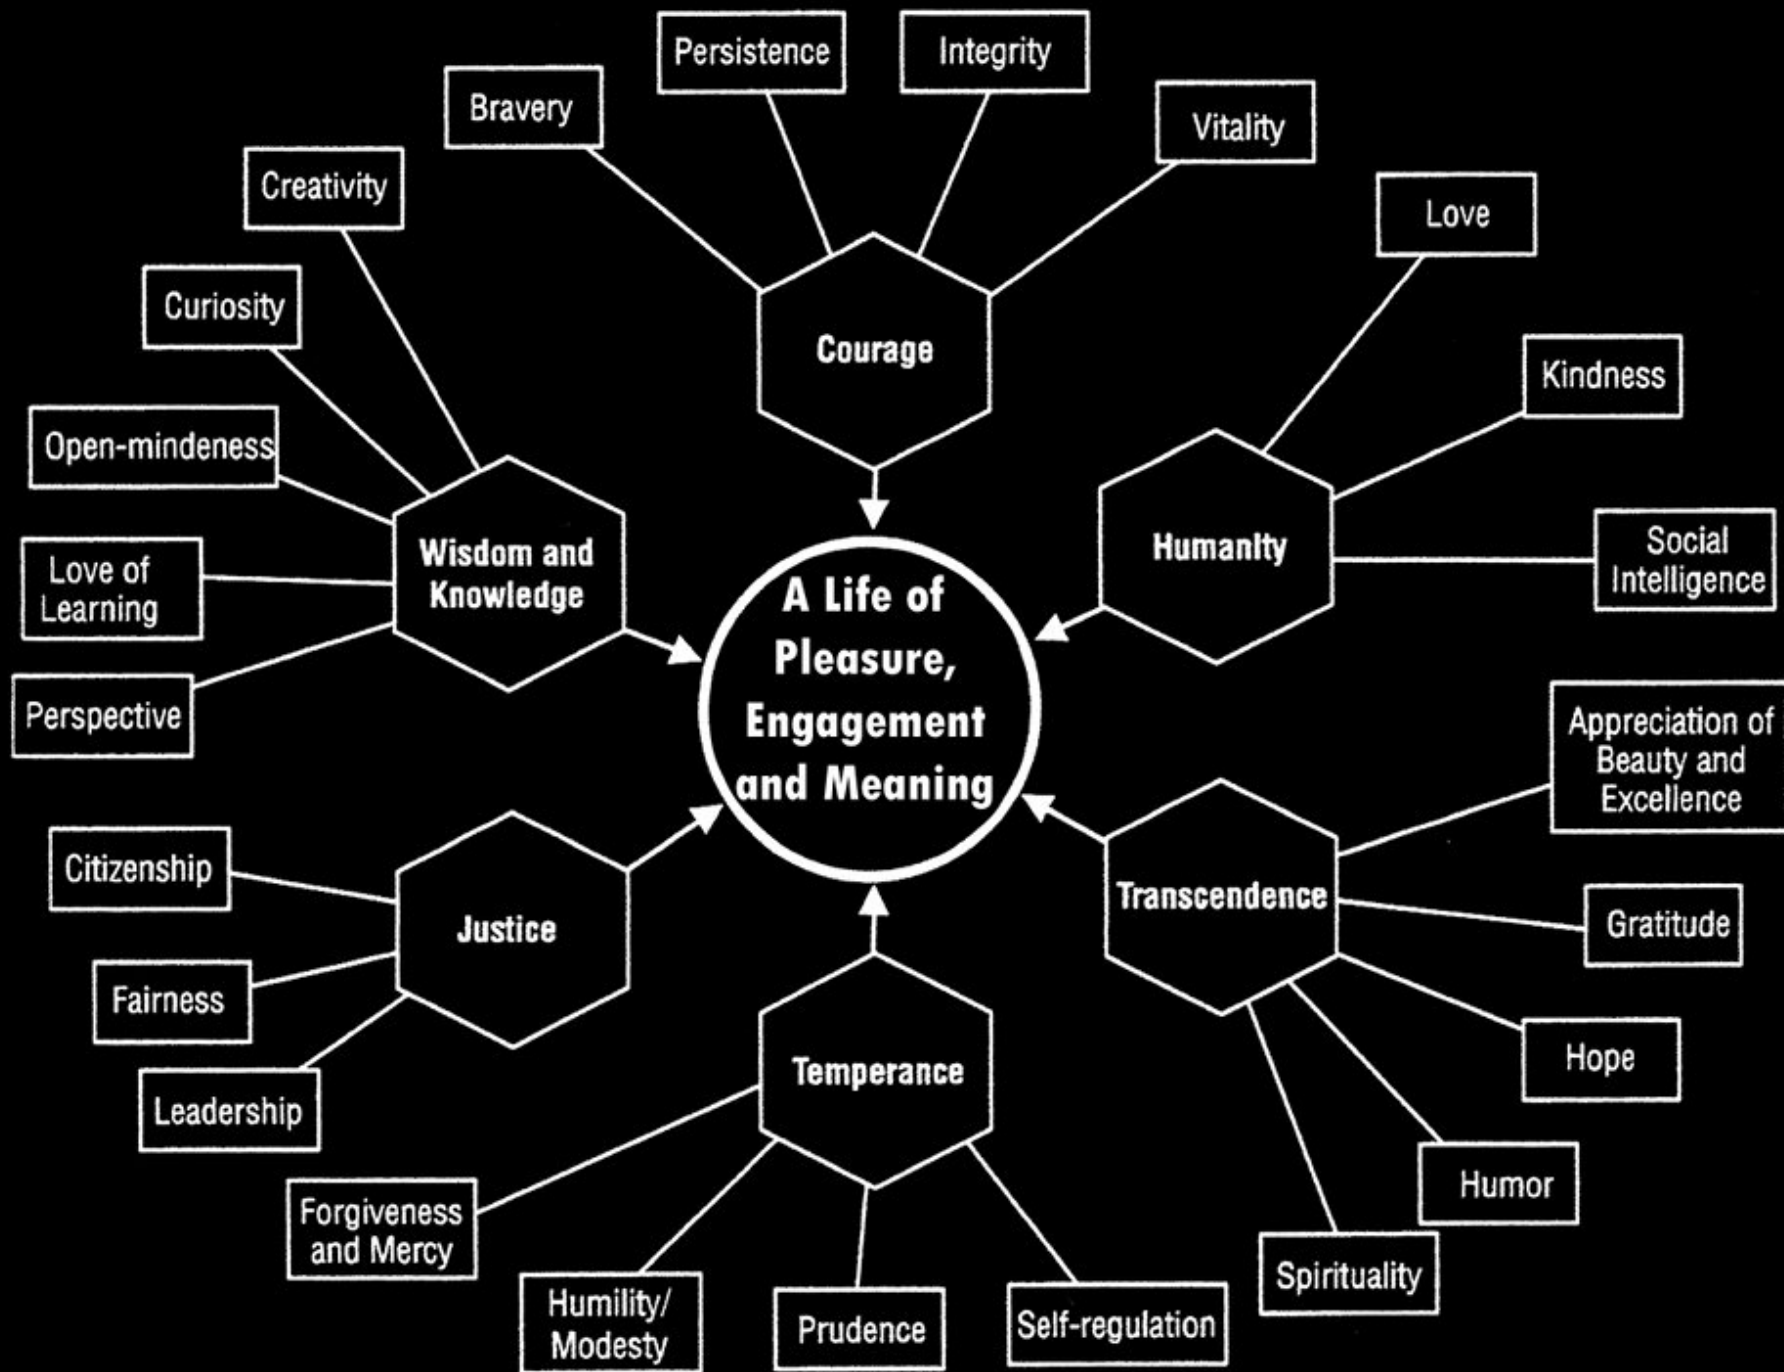 Persistence
Integrity
Bravery
Vitality
Creativity
Love
Curiosity
Courage
Kindness
Open-mindeness
Wisdom and
Knowledge
Humanity
Social
Intelligence
Love of
Learning
A Life of
Pleasure,
Engagement
and Meaning
Perspective
Appreciation of
Beauty and
Excellence
Citizenship
Justice
Transcendence
Gratitude
Fairness
Hope
Leadership
Temperance
Humor
Forgiveness
and Mercy
Spirituality
Humility/
Modesty
Prudence
Self-regulation